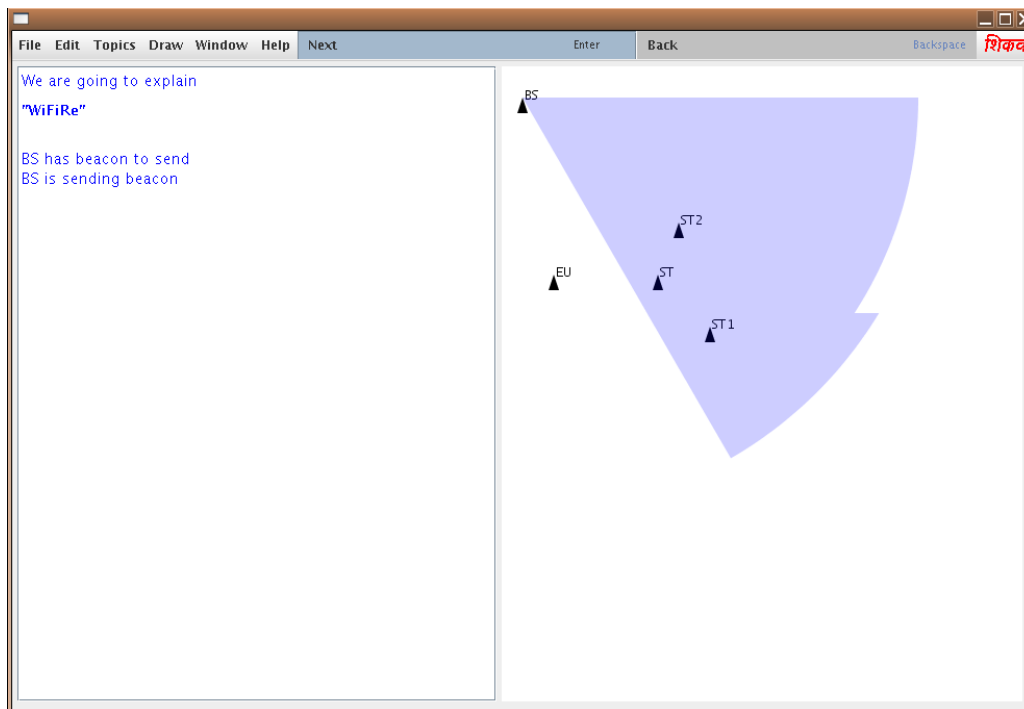 File Edit Topics Draw Window Help Next Enter Back Backspace
We are going to explain
"WiFiRe"
BS has beacon to send
BS is sending beacon
BS
ST2
EU
ST
ST1